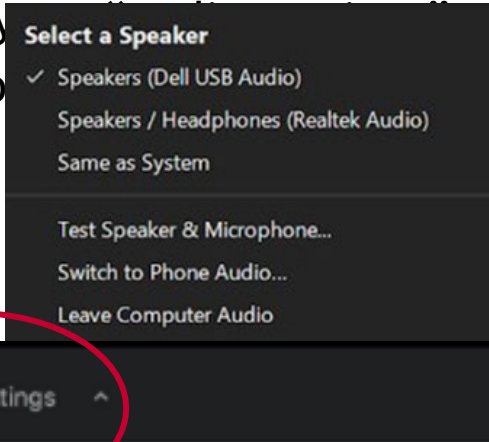 Select a Speaker
Speakers (Dell USB Audio)
Speakers / Headphones (Realtek Audio)
Same as System
Test Speaker & Microphone...
Switch to Phone Audio...
Leave Computer Audio
tings